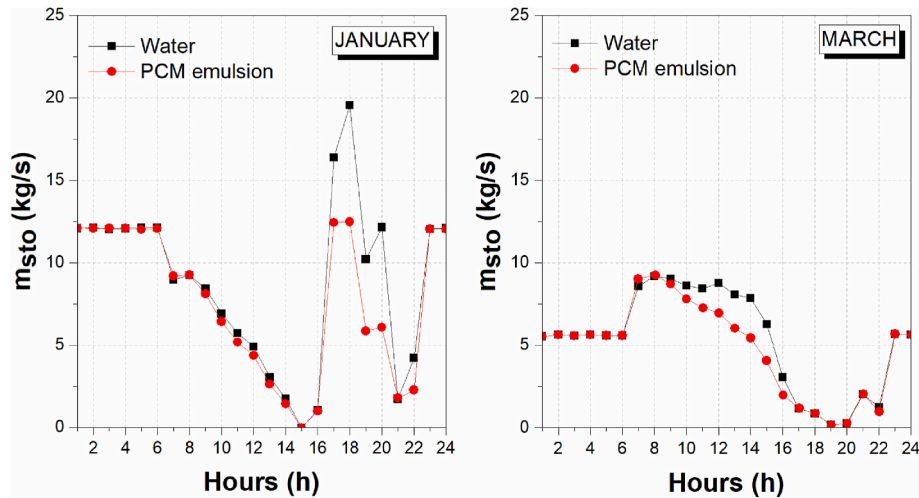 25
20
15
10
5
0
m_sto (kg/s)
Water
PCM emulsion
JANUARY
2 4 6 8 10 12 14 16 18 20 22 24
Hours (h)
25
20
15
10
5
0
m_sto (kg/s)
Water
PCM emulsion
MARCH
2 4 6 8 10 12 14 16 18 20 22 24
Hours (h)